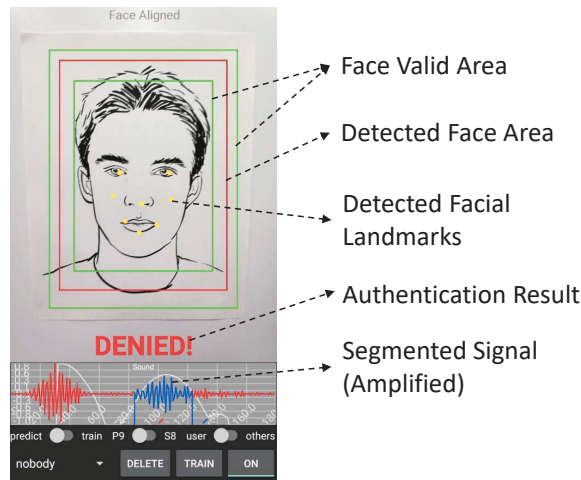 Face Aligned
Face Valid Area
Detected Face Area
Detected Facial
Landmarks
Authentication Result
DENIED!
Segmented Signal
(Amplified)
Sound
predict train P9 S8 user others
nobody DELETE TRAIN ON